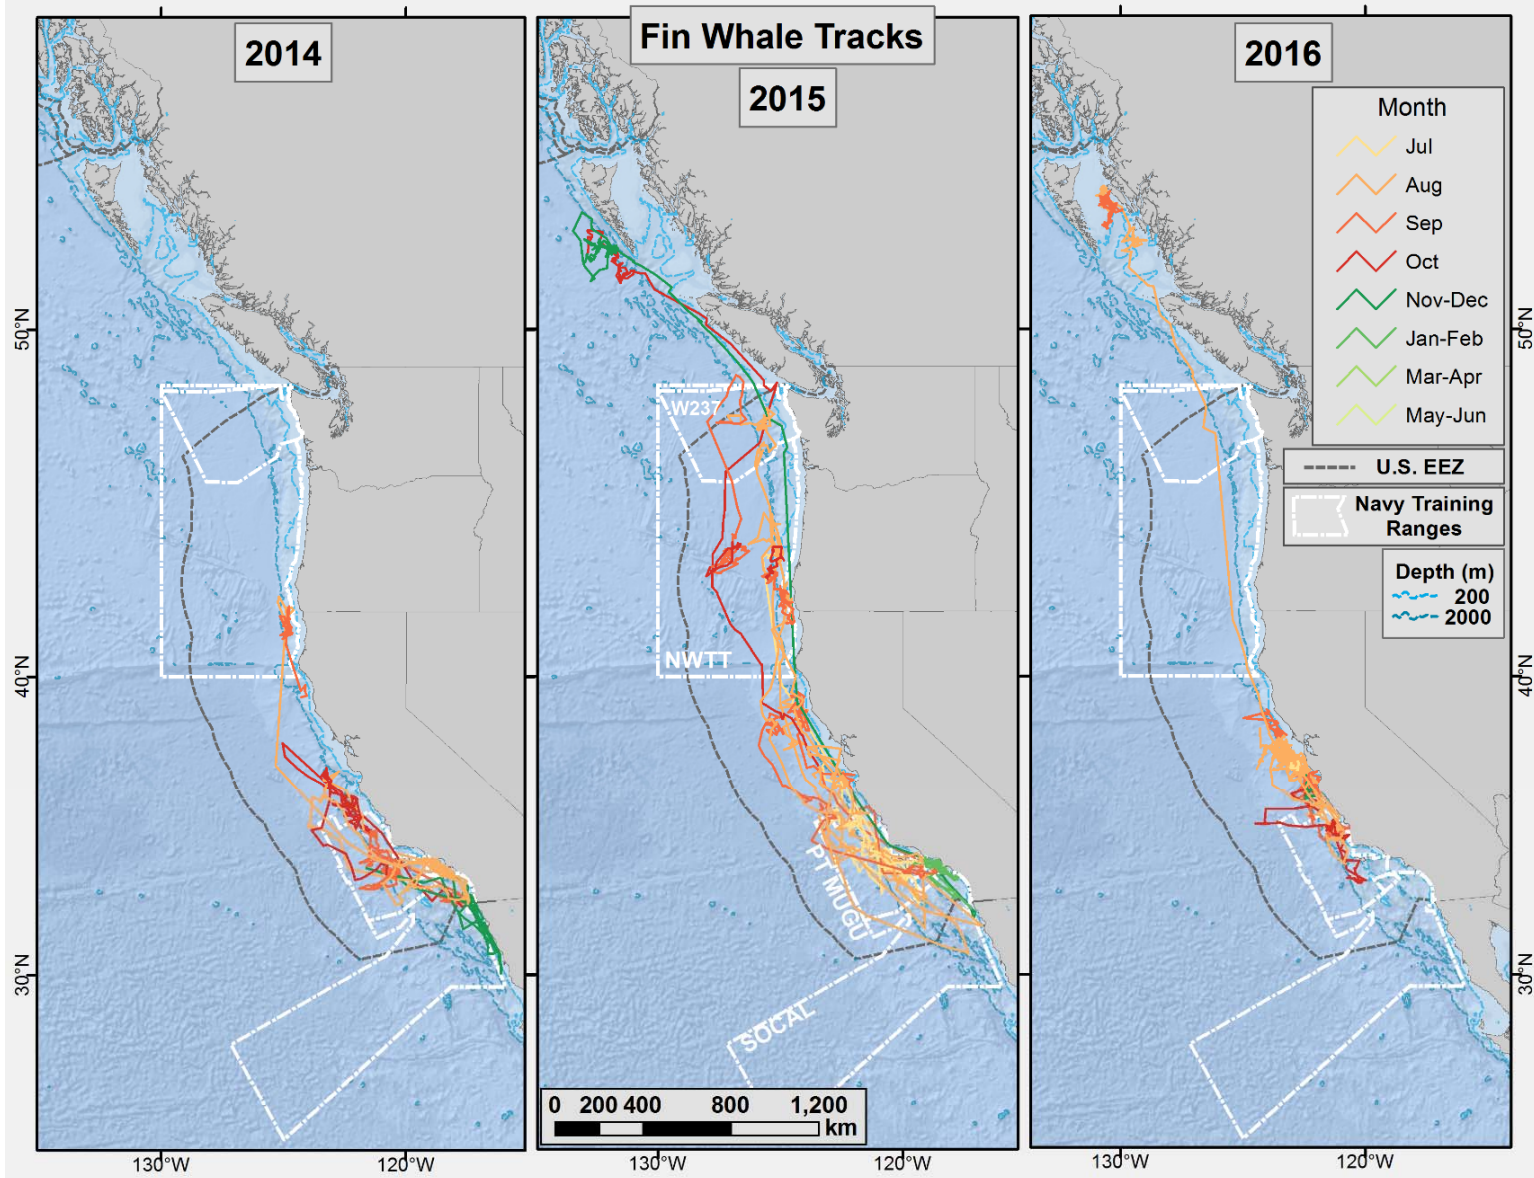 Fin Whale Tracks
2014
2015
2016
Month
Jul
Aug
Sep
Oct
Nov-Dec
Jan-Feb
Mar-Apr
May-Jun
U.S. EEZ
Navy Training
Ranges
Depth (m)
200
2000
50°N
40°N
30°N
W237
NWTT
PT MUGU
SOCAL
50°N
40°N
30°N
0 200 400 800 1,200
km
130°W 120°W
130°W 120°W
130°W 120°W